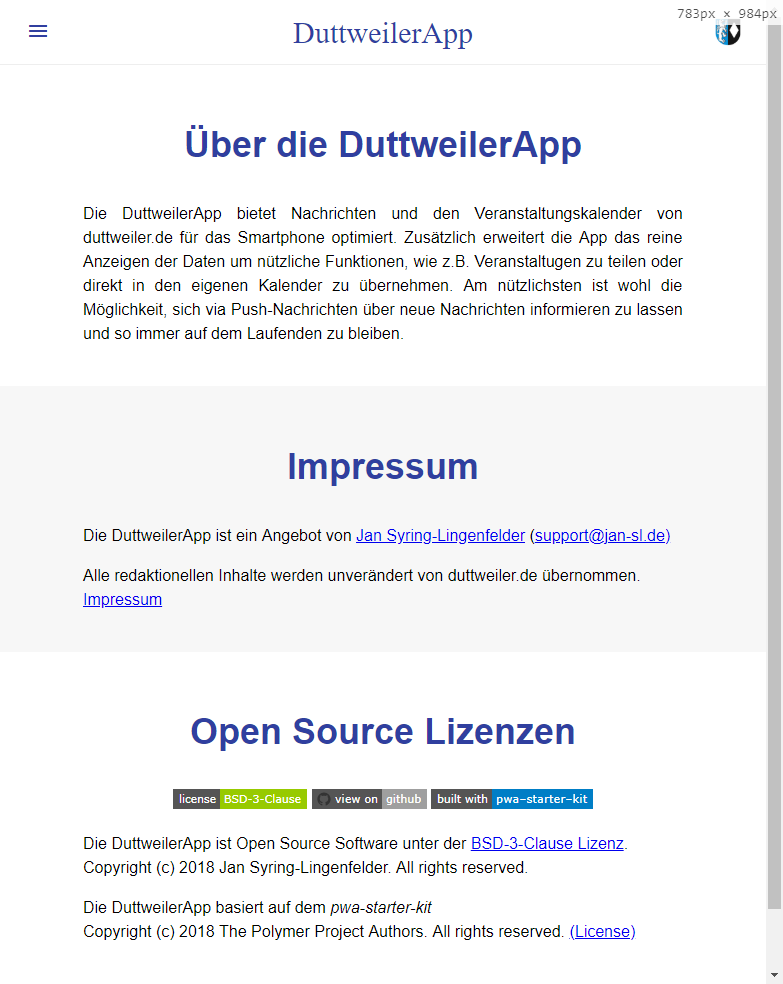 783px × 984px
DuttweilerApp
Über die DuttweilerApp
Die DuttweilerApp bietet Nachrichten und den Veranstaltungskalender von
duttweiler.de für das Smartphone optimiert. Zusätzlich erweitert die App das reine
Anzeigen der Daten um nützliche Funktionen, wie z.B. Veranstaltugen zu teilen oder
direkt in den eigenen Kalender zu übernehmen. Am nützlichsten ist wohl die
Möglichkeit, sich via Push-Nachrichten über neue Nachrichten informieren zu lassen
und so immer auf dem Laufenden zu bleiben.
Impressum
Die DuttweilerApp ist ein Angebot von Jan Syring-Lingenfelder (support@jan-sl.de)
Alle redaktionellen Inhalte werden unverändert von duttweiler.de übernommen.
Impressum
Open Source Lizenzen
license BSD-3-Clause view on github built with pwa-starter-kit
Die DuttweilerApp ist Open Source Software unter der BSD-3-Clause Lizenz.
Copyright (c) 2018 Jan Syring-Lingenfelder. All rights reserved.
Die DuttweilerApp basiert auf dem pwa-starter-kit
Copyright (c) 2018 The Polymer Project Authors. All rights reserved. (License)